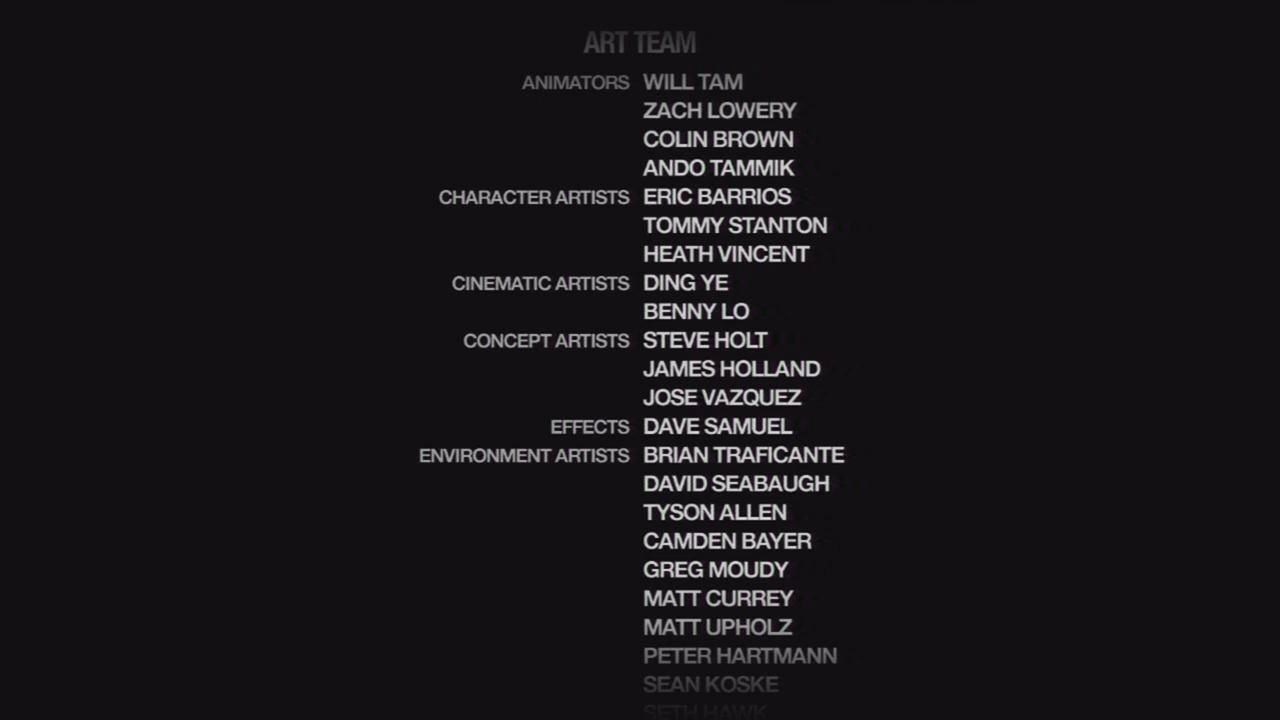 ART TEAM
ANIMATORS WILL TAM
ZACH LOWERY
COLIN BROWN
ANDO TAMMIK
CHARACTER ARTISTS ERIC BARRIOS
TOMMY STANTON
HEATH VINCENT
CINEMATIC ARTISTS DING YE
BENNY LO
CONCEPT ARTISTS STEVE HOLT
JAMES HOLLAND
JOSE VAZQUEZ
EFFECTS DAVE SAMUEL
ENVIRONMENT ARTISTS BRIAN TRAFICANTE
DAVID SEABAUGH
TYSON ALLEN
CAMDEN BAYER
GREG MOUDY
MATT CURREY
MATT UPHOLZ
PETER HARTMANN
SEAN KOSKE
SETH HAWK